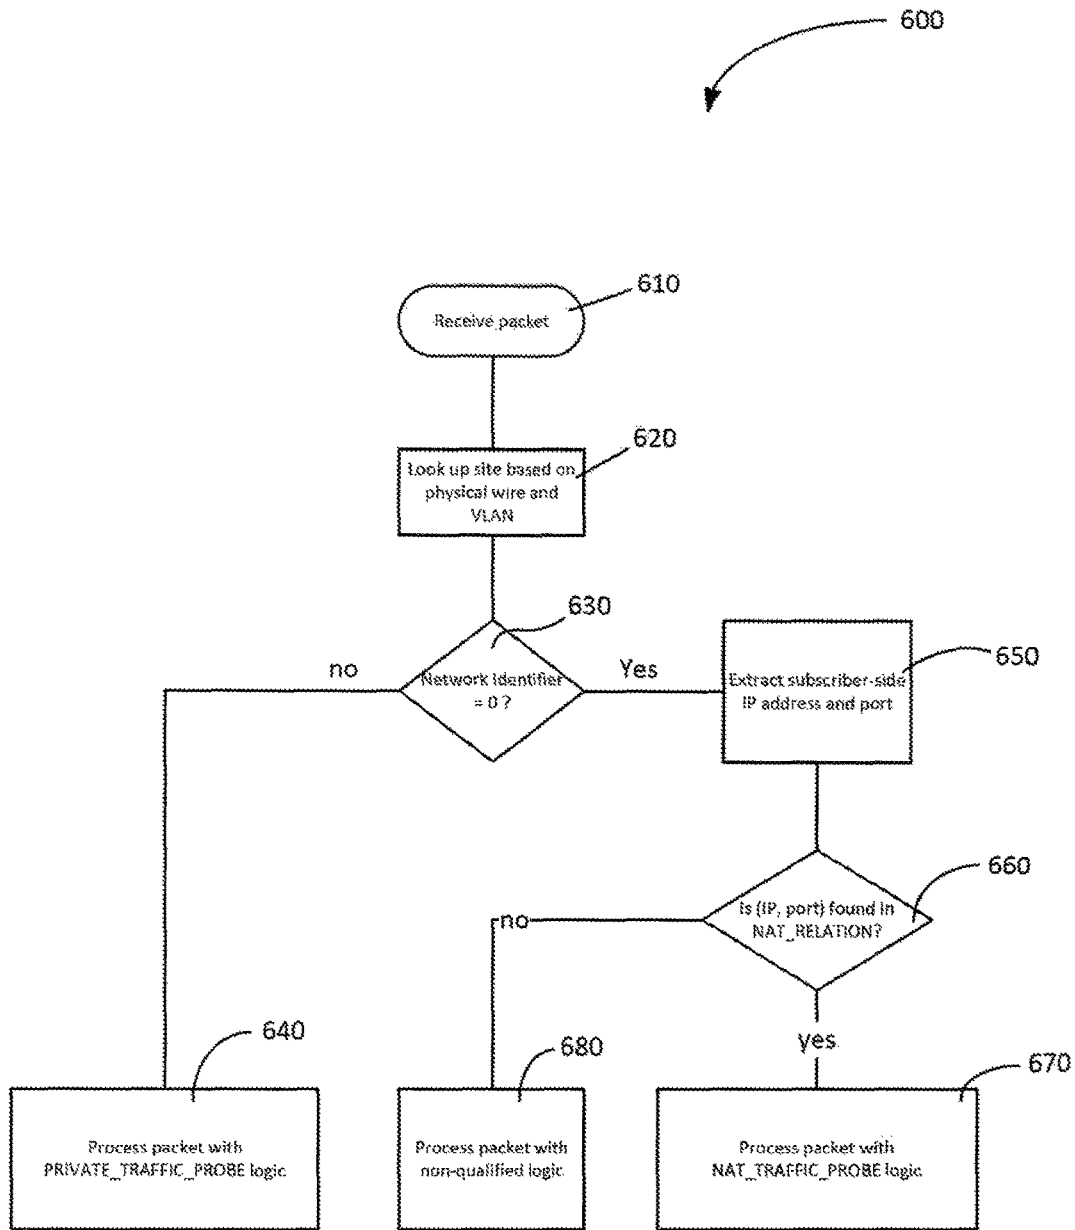 600
610
Receive packet
620
Look up site based on
physical wire and
VLAN
630
no
Network Identifier
= 0 ?
Yes
650
Extract subscriber-side
IP address and port
660
Is (IP, port) found in
NAT_RELATION?
no
yes
640
680
670
Process packet with
PRIVATE_TRAFFIC_PROBE logic
Process packet with
non-qualified logic
Process packet with
NAT_TRAFFIC_PROBE logic